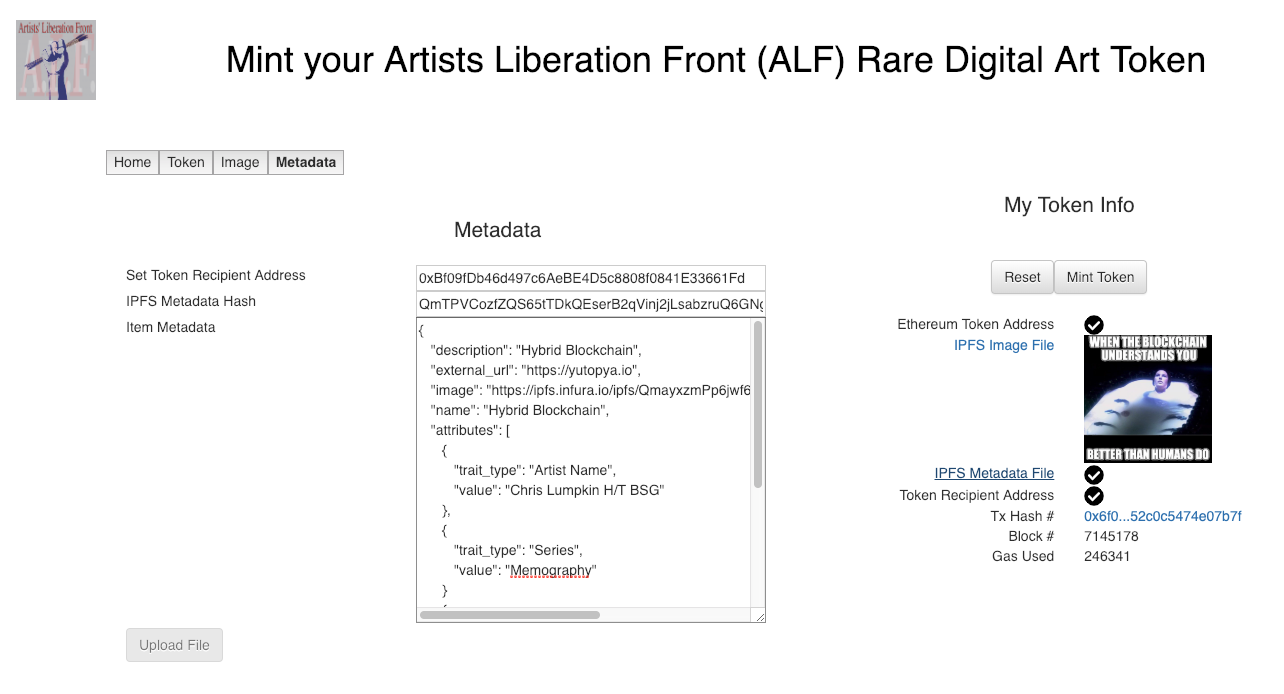 Artists' Liberation Front
A.L.F.
Mint your Artists Liberation Front (ALF) Rare Digital Art Token
Home Token Image Metadata
My Token Info
Metadata
Reset Mint Token
Set Token Recipient Address 0xBf09fDb46d497c6AeBE4D5c8808f0841E33661Fd
IPFS Metadata Hash QmTPVCozfZQS65tTDkQEserB2qVinj2jLsabzruQ6GNg
Item Metadata
{
"description": "Hybrid Blockchain",
"external_url": "https://yutopya.io",
"image": "https://ipfs.infura.io/ipfs/QmayxzmPp6jwf6
"name": "Hybrid Blockchain",
"attributes": [
{
"trait_type": "Artist Name",
"value": "Chris Lumpkin H/T BSG"
},
{
"trait_type": "Series",
"value": "Memography"
}
Upload File
Ethereum Token Address
IPFS Image File
WHEN THE BLOCKCHAIN
UNDERSTANDS YOU
BETTER THAN HUMANS DO
IPFS Metadata File
Token Recipient Address
Tx Hash # 0x6f0...52c0c5474e07b7f
Block # 7145178
Gas Used 246341